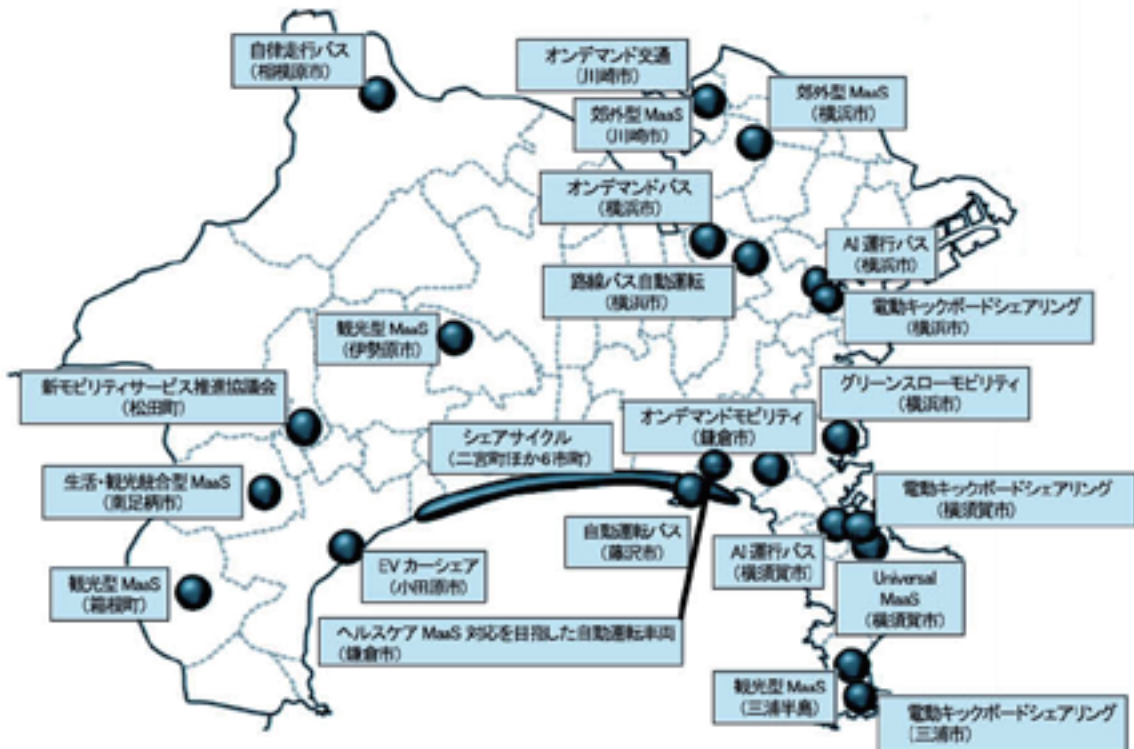 自律走行バス
(相模原市)
オンデマンド交通
(川崎市)
郊外型 MaaS
(川崎市)
郊外型 MaaS
(横浜市)
オンデマンドバス
(横浜市)
路線バス自動運転
(横浜市)
AI 運行バス
(横浜市)
電動キックボードシェアリング
(横浜市)
観光型 MaaS
(伊勢原市)
新モビリティサービス推進協議会
(松田町)
グリーンスローモビリティ
(横浜市)
オンデマンドモビリティ
(鎌倉市)
シェアサイクル
(二宮町ほか6市町)
生活・観光統合型 MaaS
(南足柄市)
電動キックボードシェアリング
(横須賀市)
自動運転バス
(藤沢市)
AI 運行バス
(横須賀市)
EV カーシェア
(小田原市)
観光型 MaaS
(箱根町)
Universal
MaaS
(横須賀市)
ヘルスケア MaaS 対応を目指した自動運転車両
(鎌倉市)
観光型 MaaS
(三浦半島)
電動キックボードシェアリング
(三浦市)